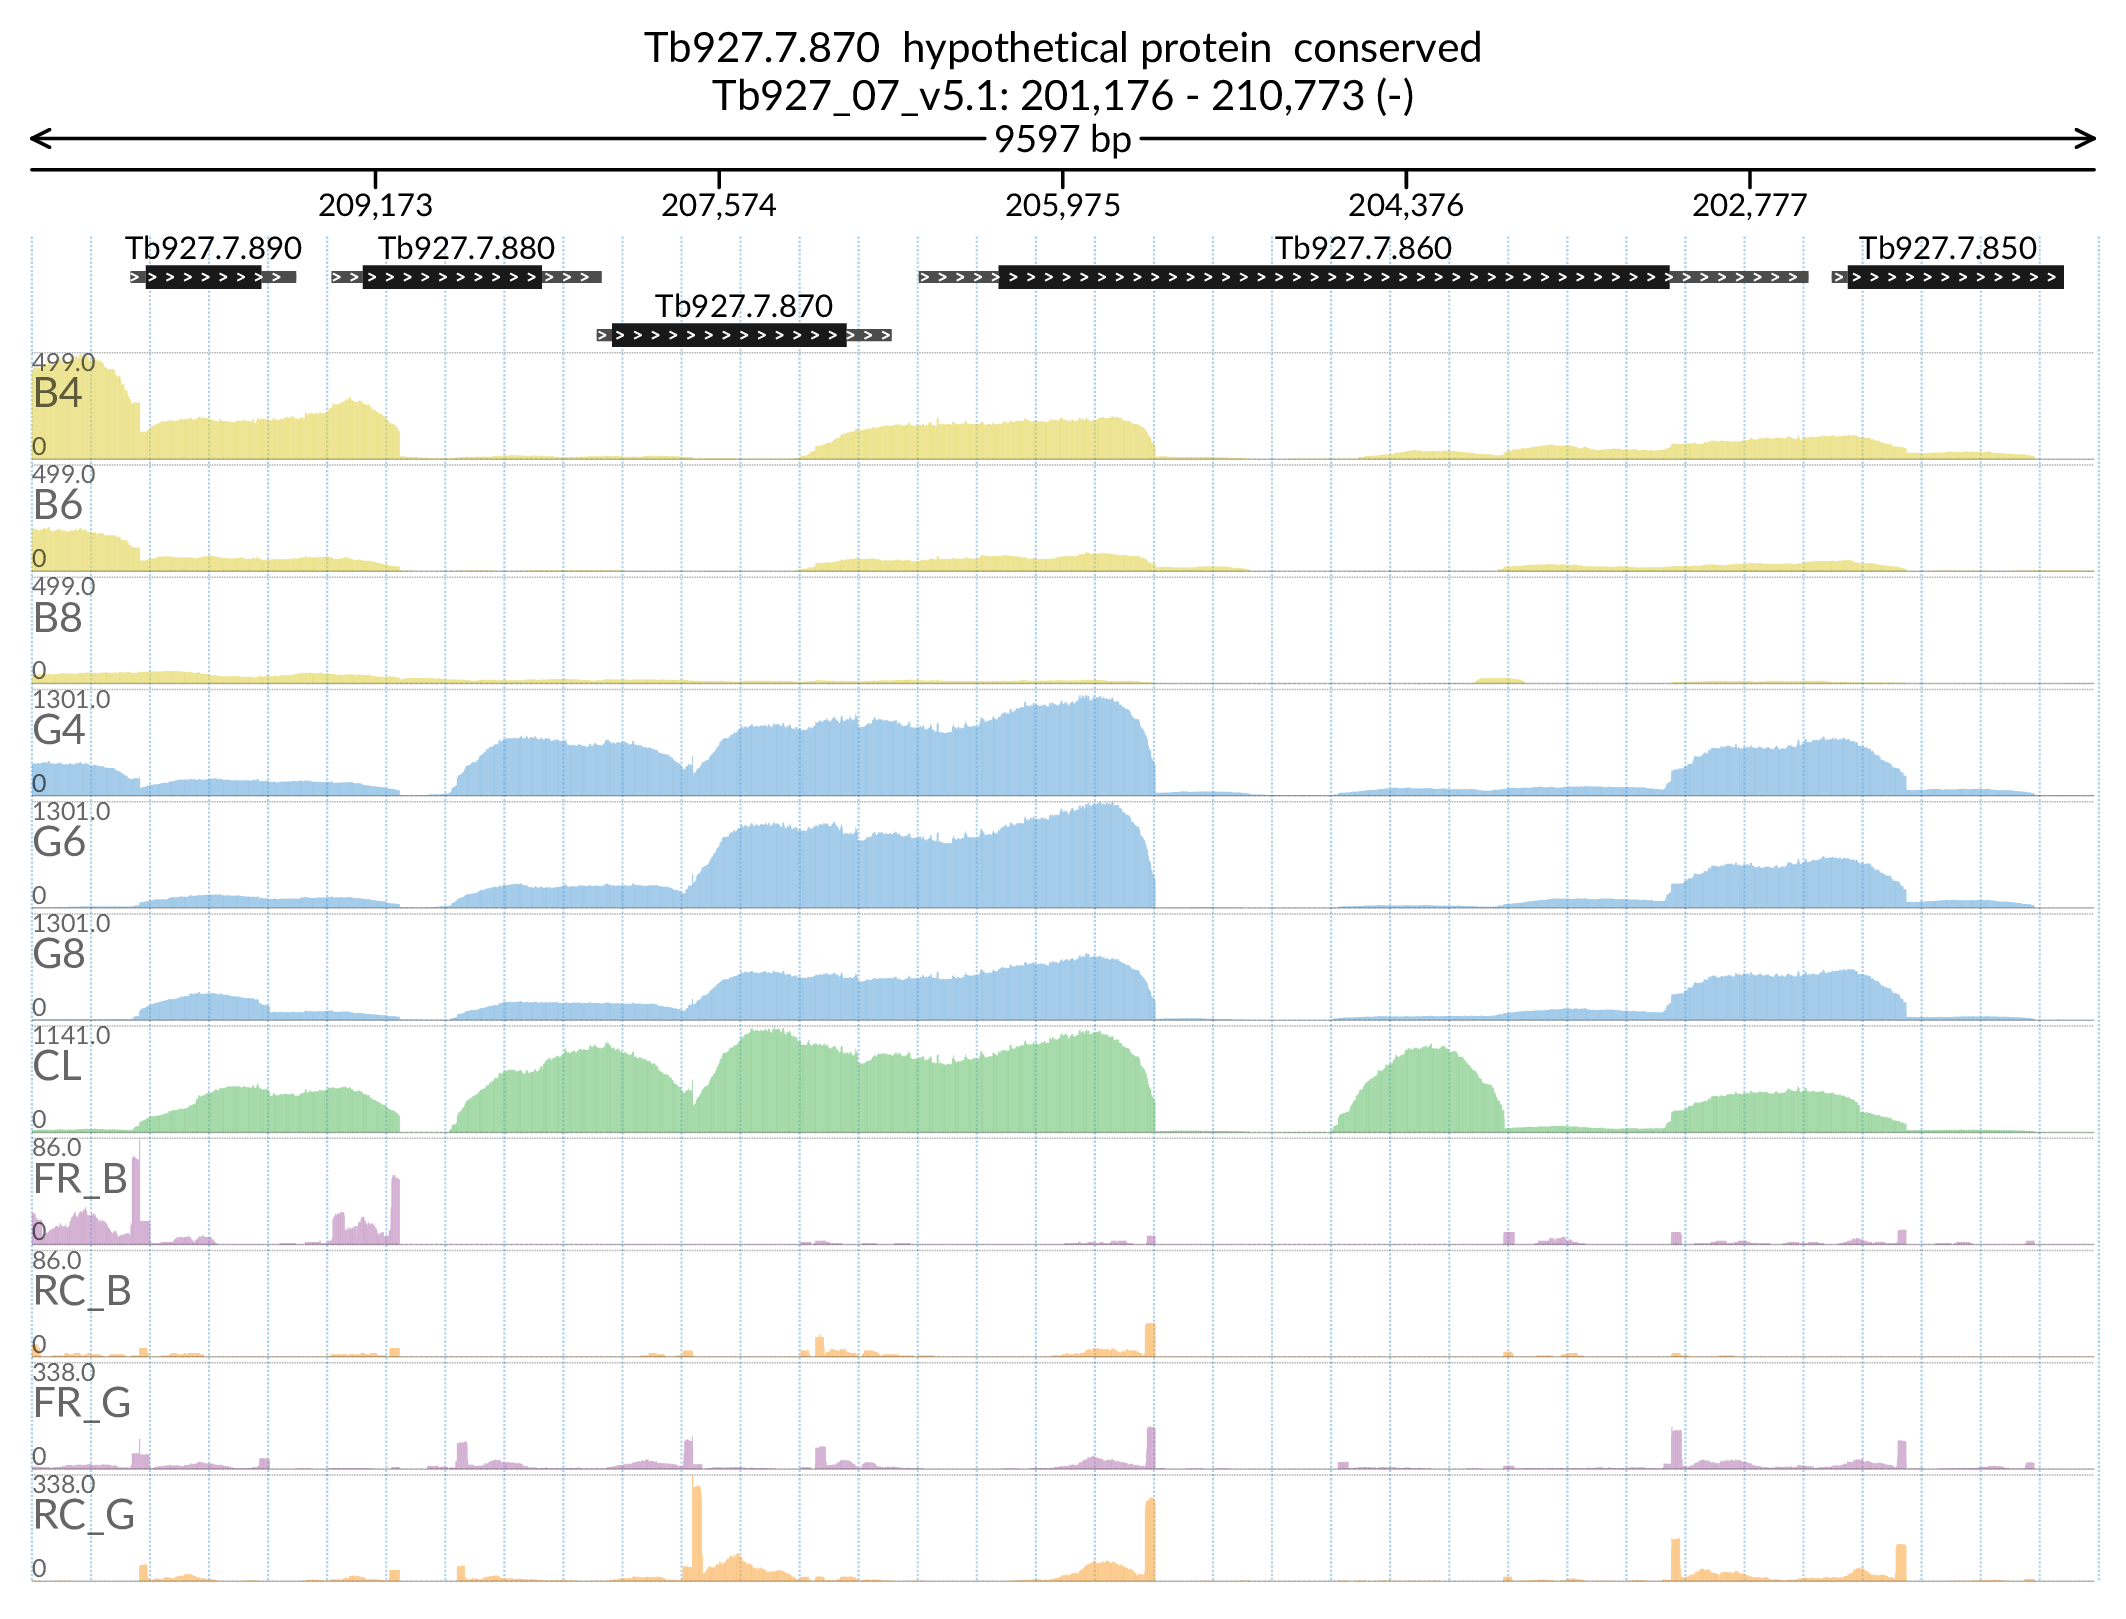 Tb927.7.870  hypothetical protein  conserved
Tb927_07_v5.1: 201,176 - 210,773 (-)
9597 bp
209,173 207,574 205,975 204,376 202,777
Tb927.7.890 Tb927.7.880 Tb927.7.860 Tb927.7.850
Tb927.7.870
499.0
B4
0
499.0
B6
0
499.0
B8
0
1301.0
G4
0
1301.0
G6
0
1301.0
G8
0
1141.0
CL
0
86.0
FR_B
0
86.0
RC_B
0
338.0
FR_G
0
338.0
RC_G
0